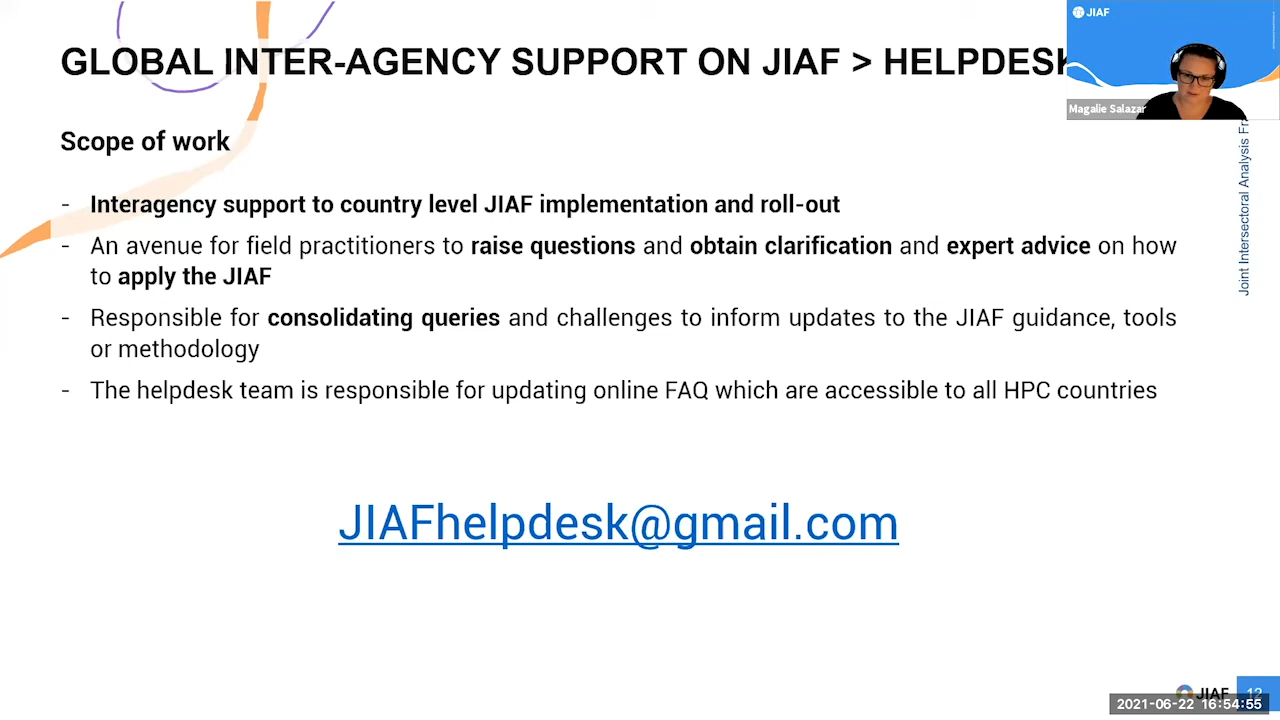 GLOBAL INTER-AGENCY SUPPORT ON JIAF > HELPDESK
JIAF
Magalie Salazar
Scope of work
- Interagency support to country level JIAF implementation and roll-out
- An avenue for field practitioners to raise questions and obtain clarification and expert advice on how
to apply the JIAF
- Responsible for consolidating queries and challenges to inform updates to the JIAF guidance, tools
or methodology
- The helpdesk team is responsible for updating online FAQ which are accessible to all HPC countries
JIAFhelpdesk@gmail.com
Joint Intersectoral Analysis
JIAF
12
2021-06-22 16:54:55